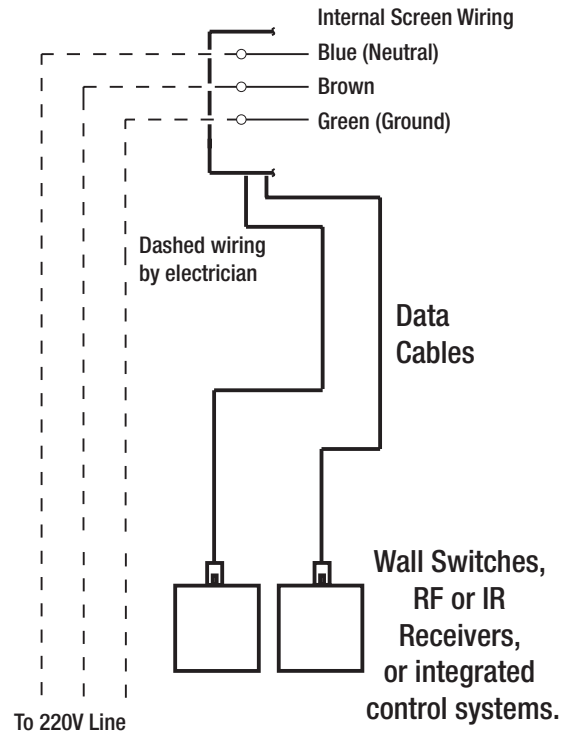 Internal Screen Wiring
Blue (Neutral)
Brown
Green (Ground)
Dashed wiring
by electrician
Data
Cables
Wall Switches,
RF or IR
Receivers,
or integrated
control systems.
To 220V Line